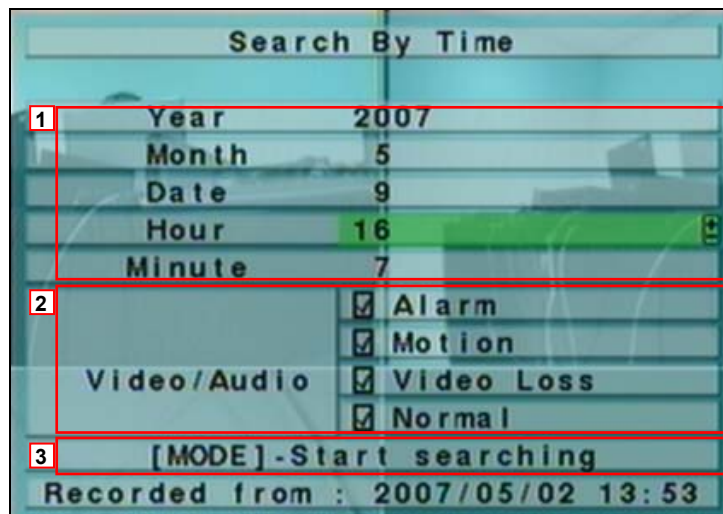 Search By Time
1 Year 2007
Month 5
Date 9
Hour 16
Minute 7
2 Alarm
Motion
Video/Audio Video Loss
Normal
3 [MODE]-Start searching
Recorded from : 2007/05/02 13:53